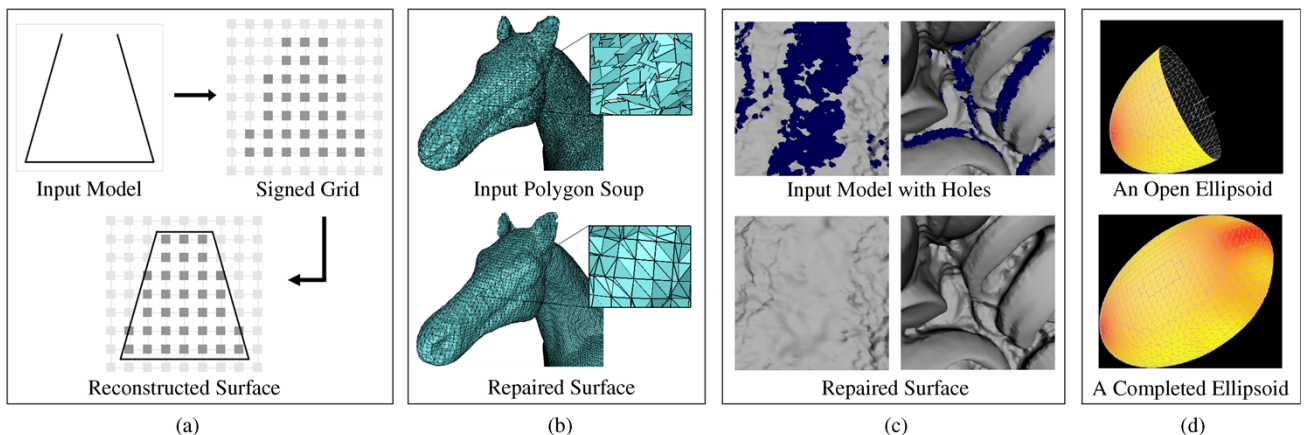 Input Model
Signed Grid
Reconstructed Surface
(a)
Input Polygon Soup
Repaired Surface
(b)
Input Model with Holes
Repaired Surface
(c)
An Open Ellipsoid
A Completed Ellipsoid
(d)